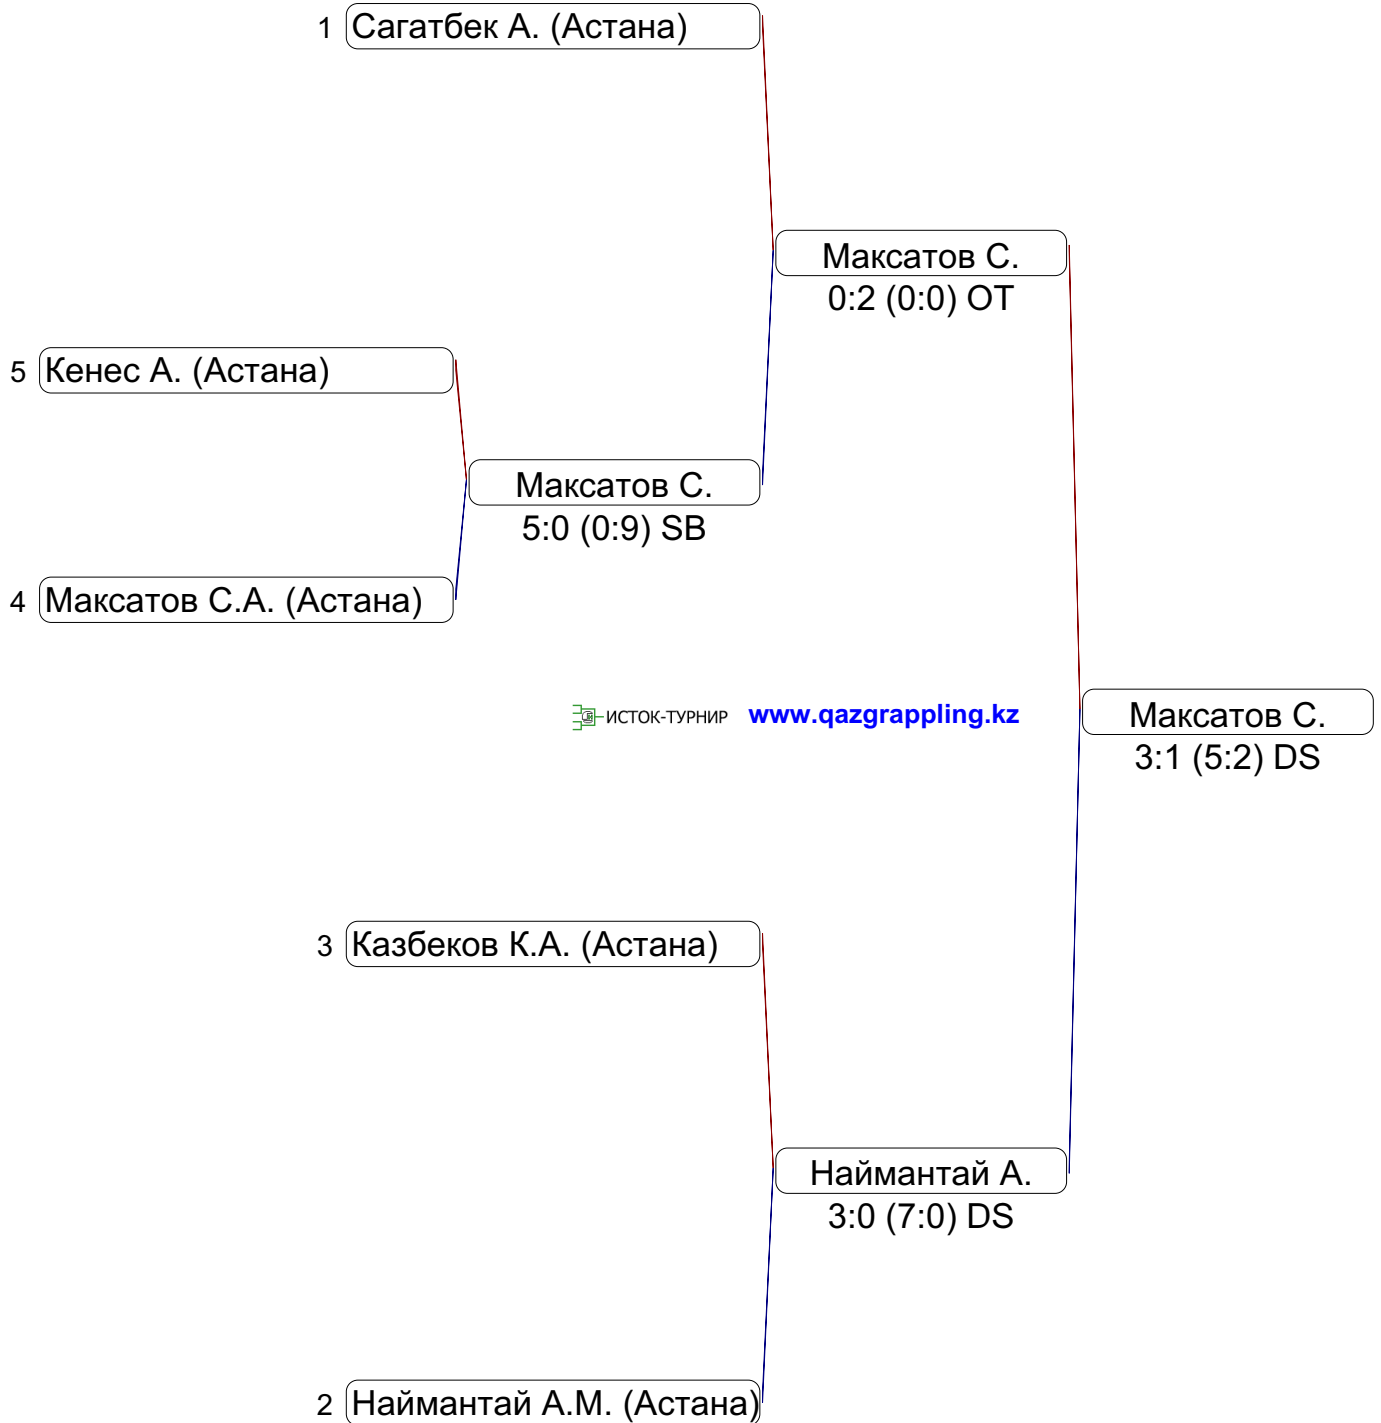 1 Сагатбек А. (Астана)
Максатов С.
0:2 (0:0) OT
5 Кенес А. (Астана)
Максатов С.
5:0 (0:9) SB
4 Максатов С.А. (Астана)
ИСТОК-ТУРНИР www.qazgrappling.kz
Максатов С.
3:1 (5:2) DS
3 Казбеков К.А. (Астана)
Наймантай А.
3:0 (7:0) DS
2 Наймантай А.М. (Астана)